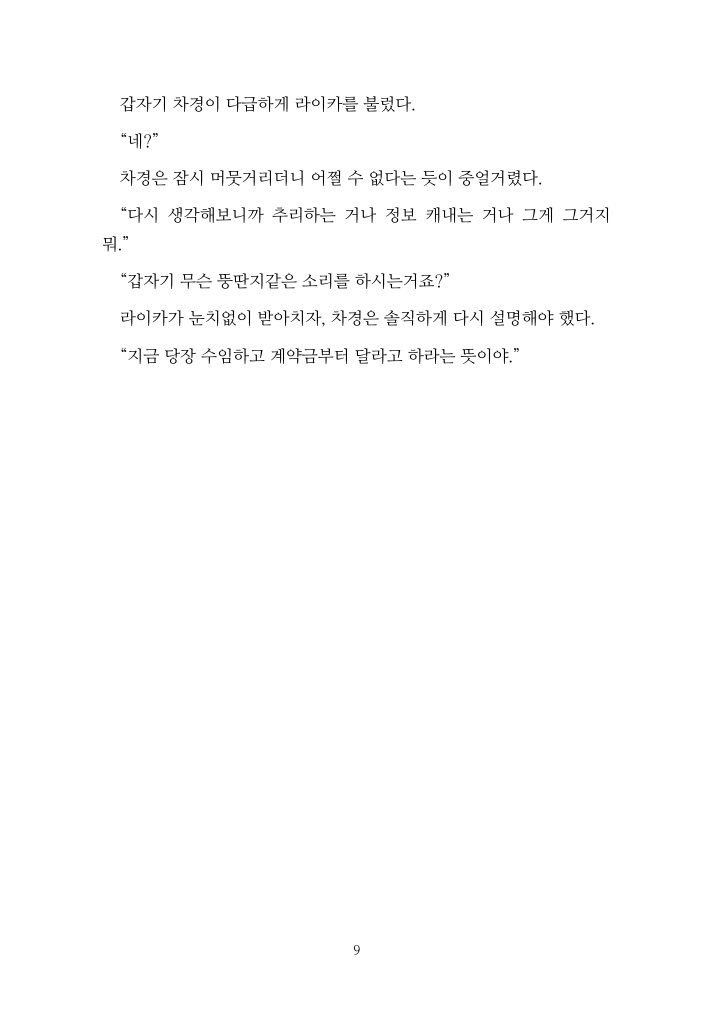 갑자기 차경이 다급하게 라이카를 불렀다.
“네?”
차경은 잠시 머뭇거리더니 어쩔 수 없다는 듯이 중얼거렸다.
“다시 생각해보니까 추리하는 거나 정보 캐내는 거나 그게 그거지
뭐.”
“갑자기 무슨 뚱딴지같은 소리를 하시는거죠?”
라이카가 눈치없이 받아치자, 차경은 솔직하게 다시 설명해야 했다.
“지금 당장 수임하고 계약금부터 달라고 하라는 뜻이야.”
9